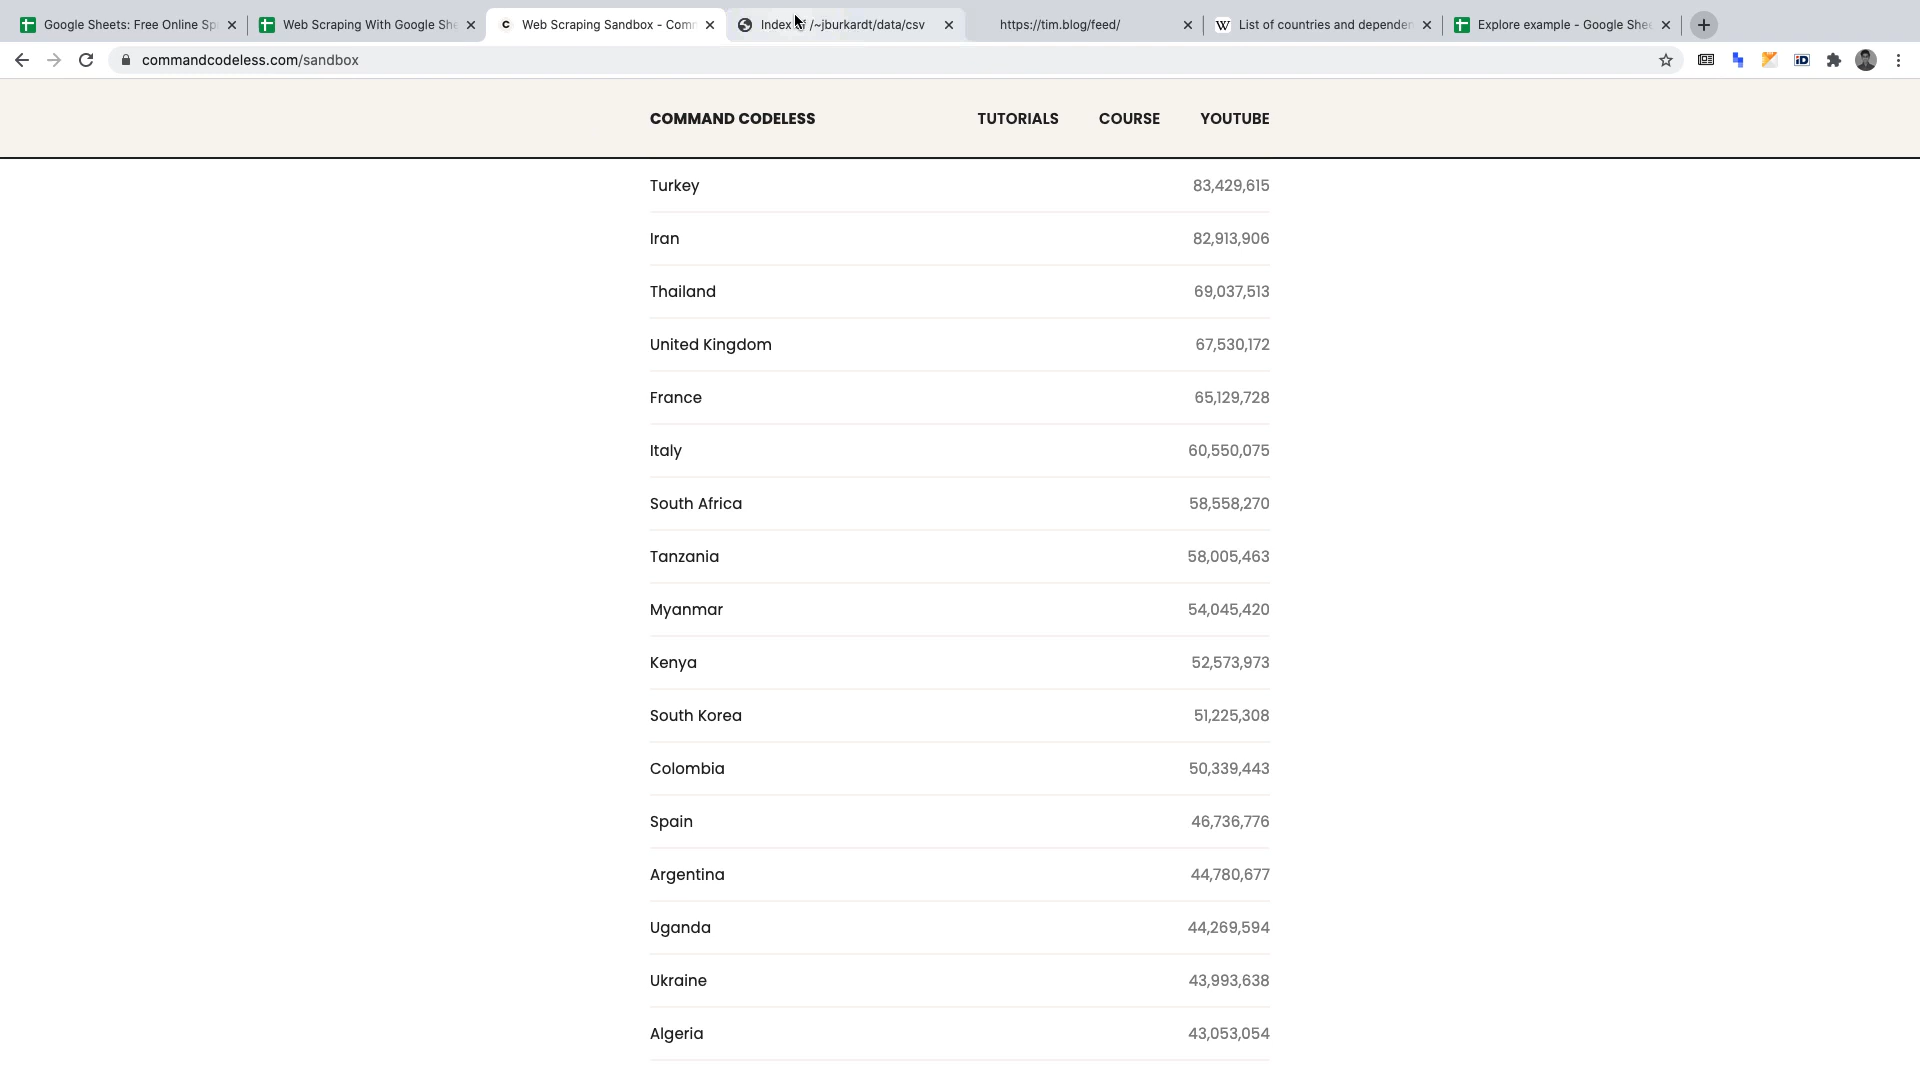 Google Sheets: Free Online Sp
Web Scraping With Google She
Web Scraping Sandbox - Comm
Index /~jburkardt/data/csv
https://tim.blog/feed/
List of countries and dependen
Explore example - Google Shee
commandcodeless.com/sandbox
COMMAND CODELESS
TUTORIALS
COURSE
YOUTUBE
Turkey 83,429,615
Iran 82,913,906
Thailand 69,037,513
United Kingdom 67,530,172
France 65,129,728
Italy 60,550,075
South Africa 58,558,270
Tanzania 58,005,463
Myanmar 54,045,420
Kenya 52,573,973
South Korea 51,225,308
Colombia 50,339,443
Spain 46,736,776
Argentina 44,780,677
Uganda 44,269,594
Ukraine 43,993,638
Algeria 43,053,054